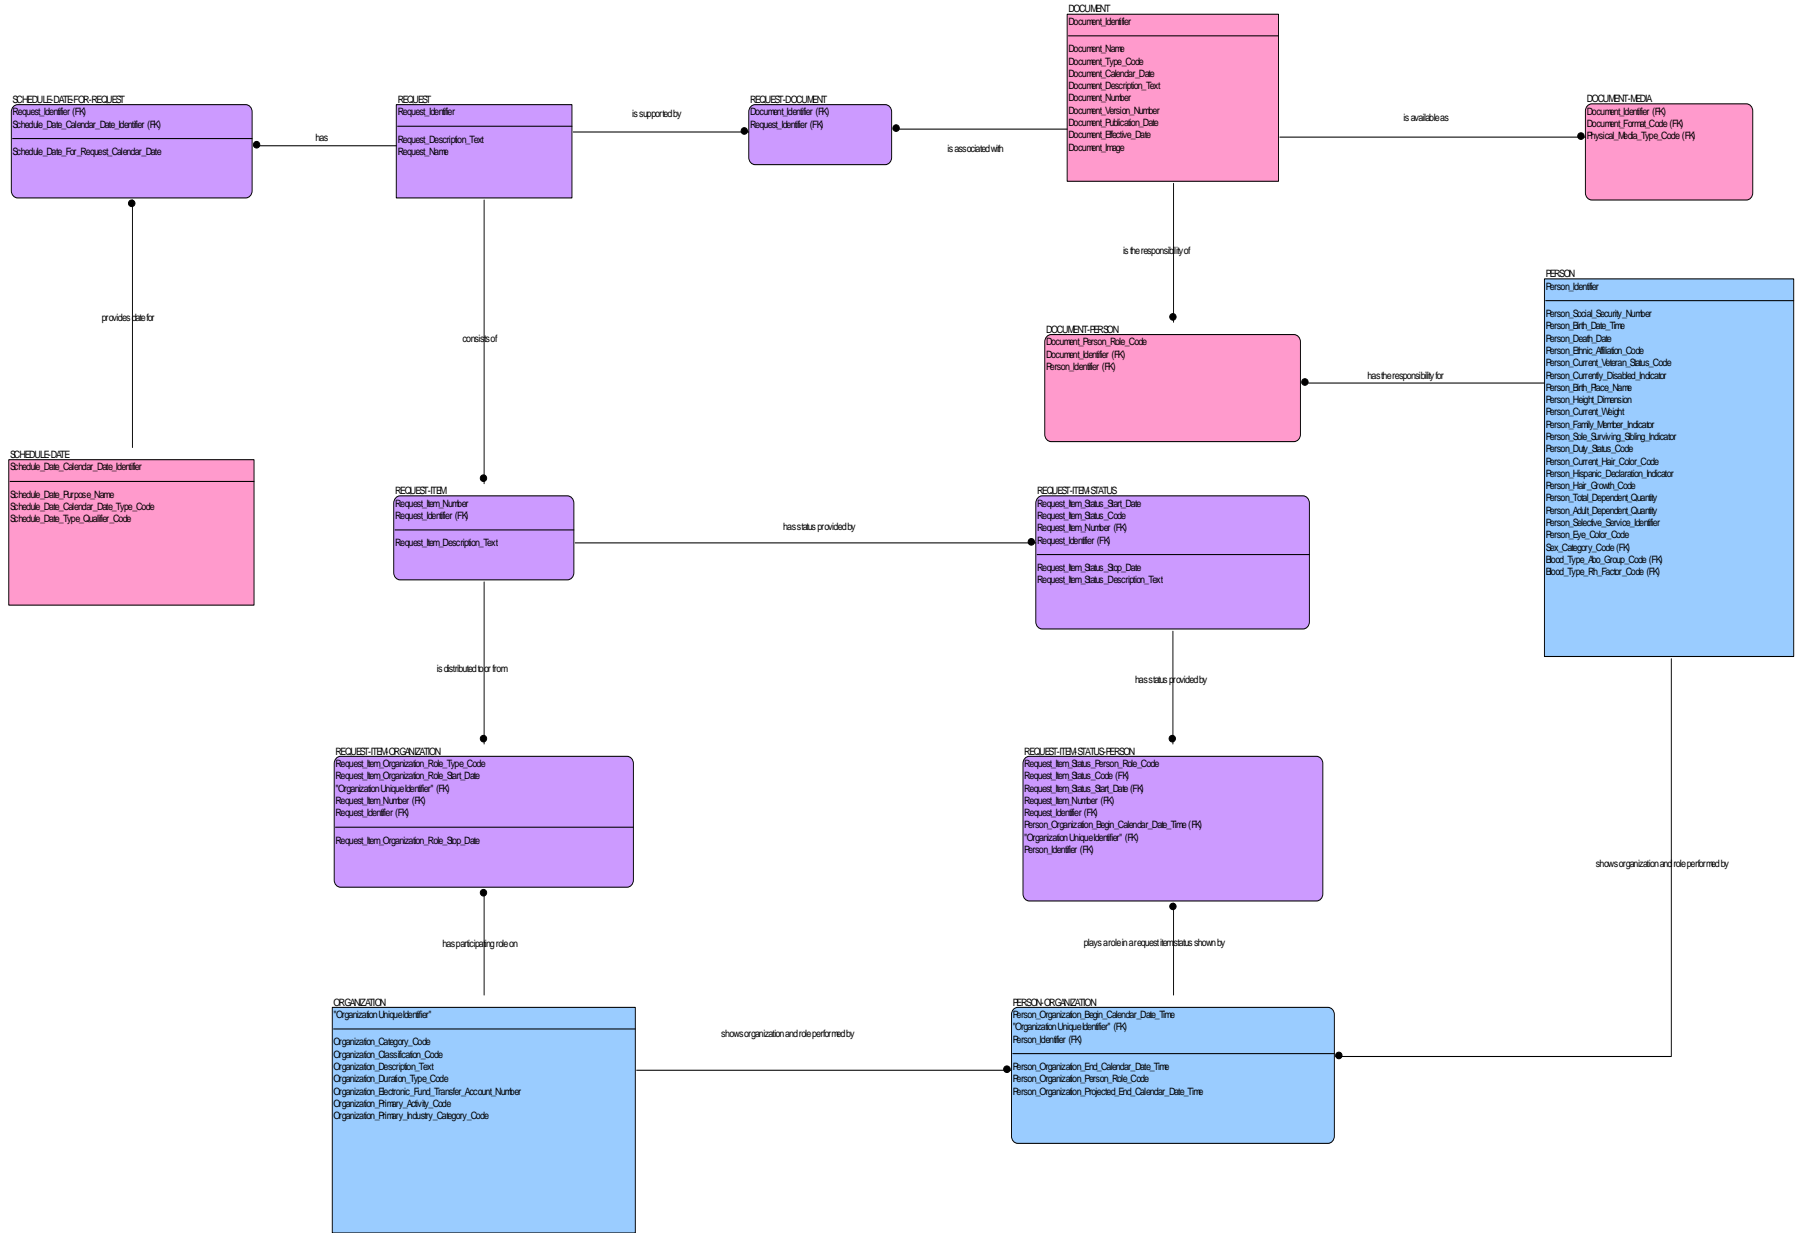 DOCUMENT
Document_Identifier
Document_Name
Document_Type_Code
Document_Calendar_Date
Document_Description_Text
Document_Number
Document_Version_Number
Document_Publication_Date
Document_Effective_Date
Document_Image
SCHEDULE-DATE-FOR-REQUEST
Request_Identifier (FK)
Schedule_Date_Calendar_Date_Identifier (FK)
Schedule_Date_For_Request_Calendar_Date
has
REQUEST
Request_Identifier
Request_Description_Text
Request_Name
is supported by
REQUEST-DOCUMENT
Document_Identifier (FK)
Request_Identifier (FK)
is associated with
is available as
DOCUMENT-MEDIA
Document_Identifier (FK)
Document_Format_Code (FK)
Physical_Media_Type_Code (FK)
is the responsibility of
provides date for
consists of
DOCUMENT-PERSON
Document_Person_Role_Code
Document_Identifier (FK)
Person_Identifier (FK)
has the responsibility for
PERSON
Person_Identifier
Person_Social_Security_Number
Person_Birth_Date_Time
Person_Death_Date
Person_Ethnic_Affiliation_Code
Person_Current_Veteran_Status_Code
Person_Currently_Disabled_Indicator
Person_Birth_Place_Name
Person_Height_Dimension
Person_Current_Weight
Person_Family_Member_Indicator
Person_Sole_Surviving_Sibling_Indicator
Person_Duty_Status_Code
Person_Current_Hair_Color_Code
Person_Hispanic_Declaration_Indicator
Person_Hair_Growth_Code
Person_Total_Dependent_Quantity
Person_Adult_Dependent_Quantity
Person_Selective_Service_Identifier
Person_Eye_Color_Code
Sex_Category_Code (FK)
Blood_Type_Abo_Group_Code (FK)
Blood_Type_Rh_Factor_Code (FK)
SCHEDULE-DATE
Schedule_Date_Calendar_Date_Identifier
Schedule_Date_Purpose_Name
Schedule_Date_Calendar_Date_Type_Code
Schedule_Date_Type_Qualifier_Code
REQUEST-ITEM
Request_Item_Number
Request_Identifier (FK)
Request_Item_Description_Text
has status provided by
REQUEST-ITEM-STATUS
Request_Item_Status_Start_Date
Request_Item_Status_Code
Request_Item_Number (FK)
Request_Identifier (FK)
Request_Item_Status_Stop_Date
Request_Item_Status_Description_Text
is distributed to or from
has status provided by
REQUEST-ITEM-ORGANIZATION
Request_Item_Organization_Role_Type_Code
Request_Item_Organization_Role_Start_Date
"Organization Unique Identifier" (FK)
Request_Item_Number (FK)
Request_Identifier (FK)
Request_Item_Organization_Role_Stop_Date
REQUEST-ITEM-STATUS-PERSON
Request_Item_Status_Person_Role_Code
Request_Item_Status_Code (FK)
Request_Item_Status_Start_Date (FK)
Request_Item_Number (FK)
Request_Identifier (FK)
Person_Organization_Begin_Calendar_Date_Time (FK)
"Organization Unique Identifier" (FK)
Person_Identifier (FK)
shows organization and role performed by
has participating role on
plays a role in a request item status shown by
ORGANIZATION
"Organization Unique Identifier"
Organization_Category_Code
Organization_Classification_Code
Organization_Description_Text
Organization_Duration_Type_Code
Organization_Electronic_Fund_Transfer_Account_Number
Organization_Primary_Activity_Code
Organization_Primary_Industry_Category_Code
shows organization and role performed by
PERSON-ORGANIZATION
Person_Organization_Begin_Calendar_Date_Time
"Organization Unique Identifier" (FK)
Person_Identifier (FK)
Person_Organization_End_Calendar_Date_Time
Person_Organization_Person_Role_Code
Person_Organization_Projected_End_Calendar_Date_Time